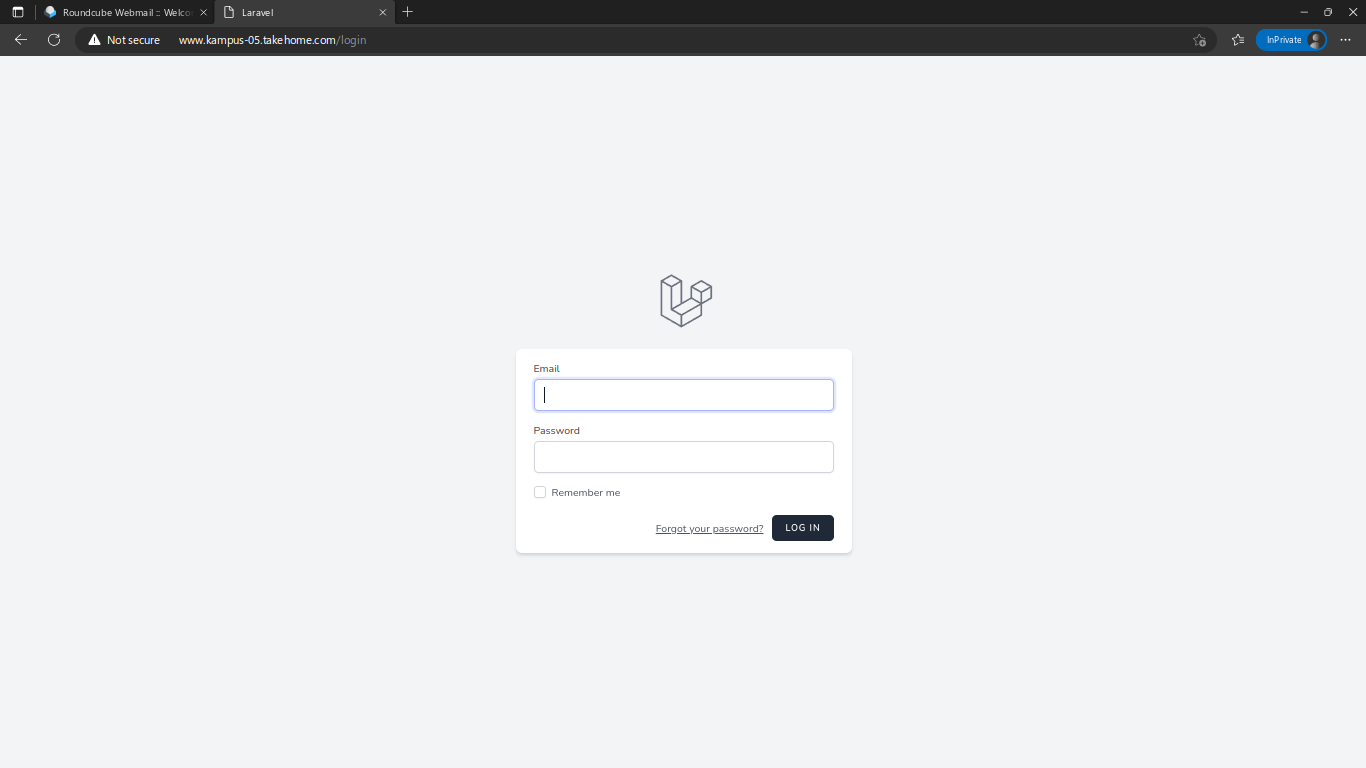 Roundcube Webmail :: Welco
Laravel
Not secure
www.kampus-05.takehome.com/login
InPrivate
Email
Password
Remember me
Forgot your password?
LOG IN